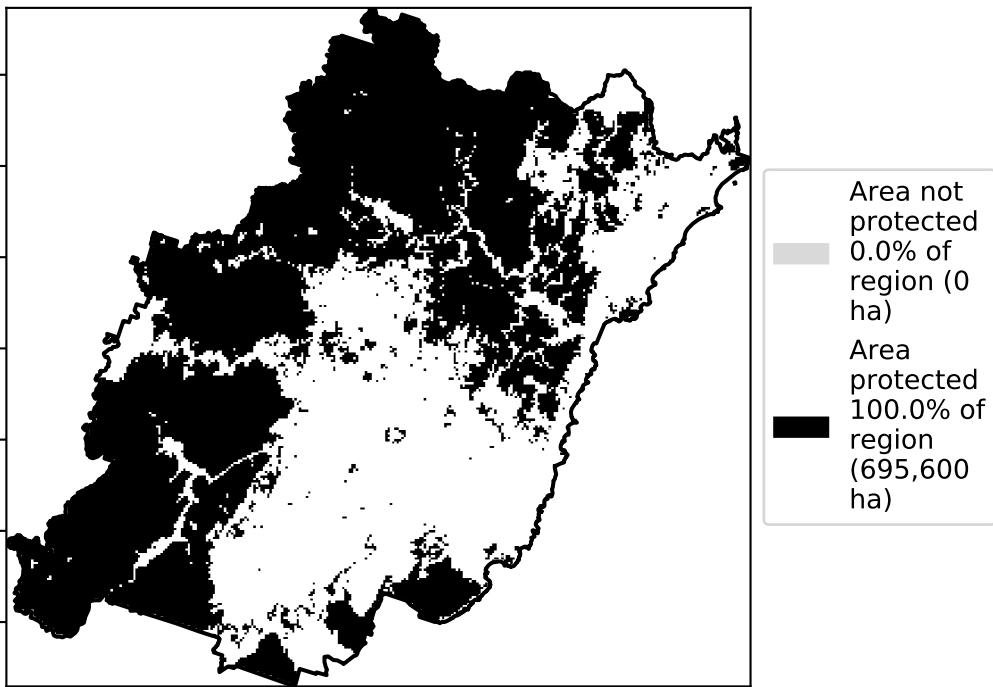 Area not
protected
0.0% of
region (0
ha)
Area
protected
100.0% of
region
(695,600
ha)